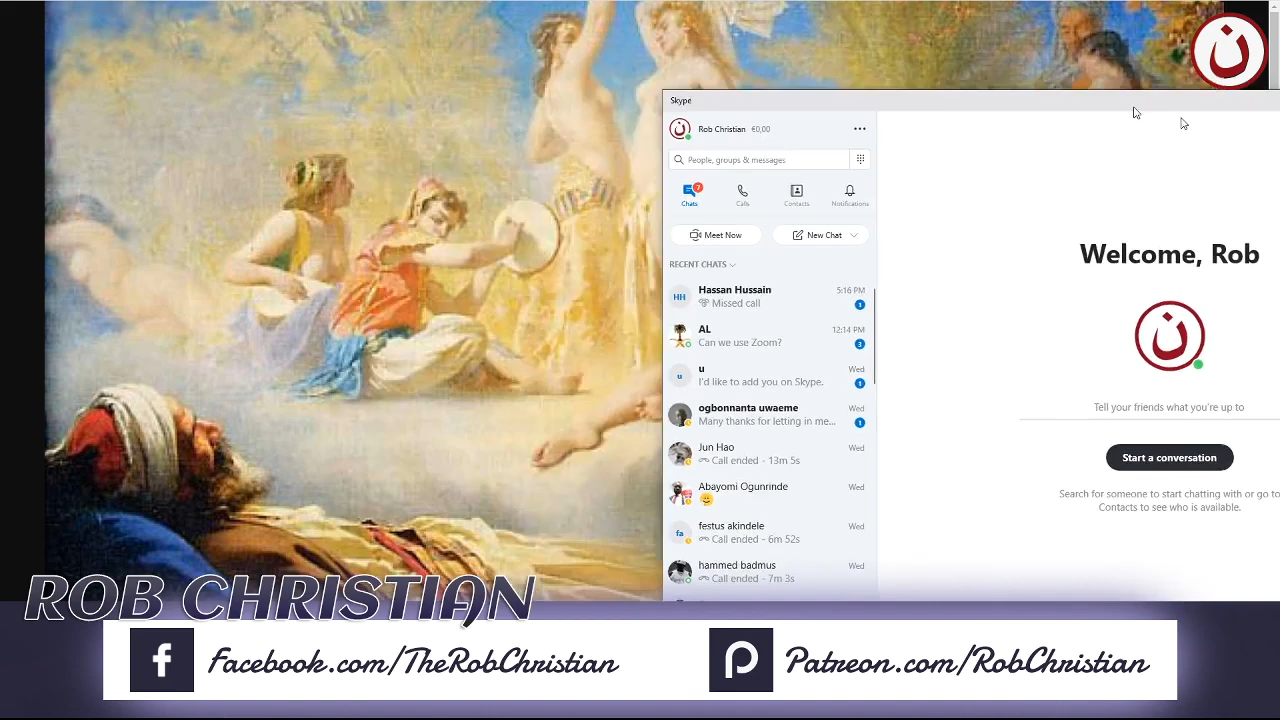 ن
Skype
ن
Rob Christian €0,00
People, groups & messages
7
Chats Calls Contacts Notifications
Meet Now New Chat
RECENT CHATS
HH Hassan Hussain 5:16 PM
Missed call 1
AL 12:14 PM
Can we use Zoom? 3
u u Wed
I'd like to add you on Skype. 1
ogbonnanta uwaeme Wed
Many thanks for letting in me... 1
Jun Hao Wed
Call ended - 13m 5s
Abayomi Ogunrinde Wed
fa festus akindele Wed
Call ended - 6m 52s
hammed badmus Wed
Call ended - 7m 3s
Welcome, Rob
ن
Tell your friends what you're up to
Start a conversation
Search for someone to start chatting with or go to
Contacts to see who is available.
ROB CHRISTIAN
Facebook.com/TheRobChristian
Patreon.com/RobChristian